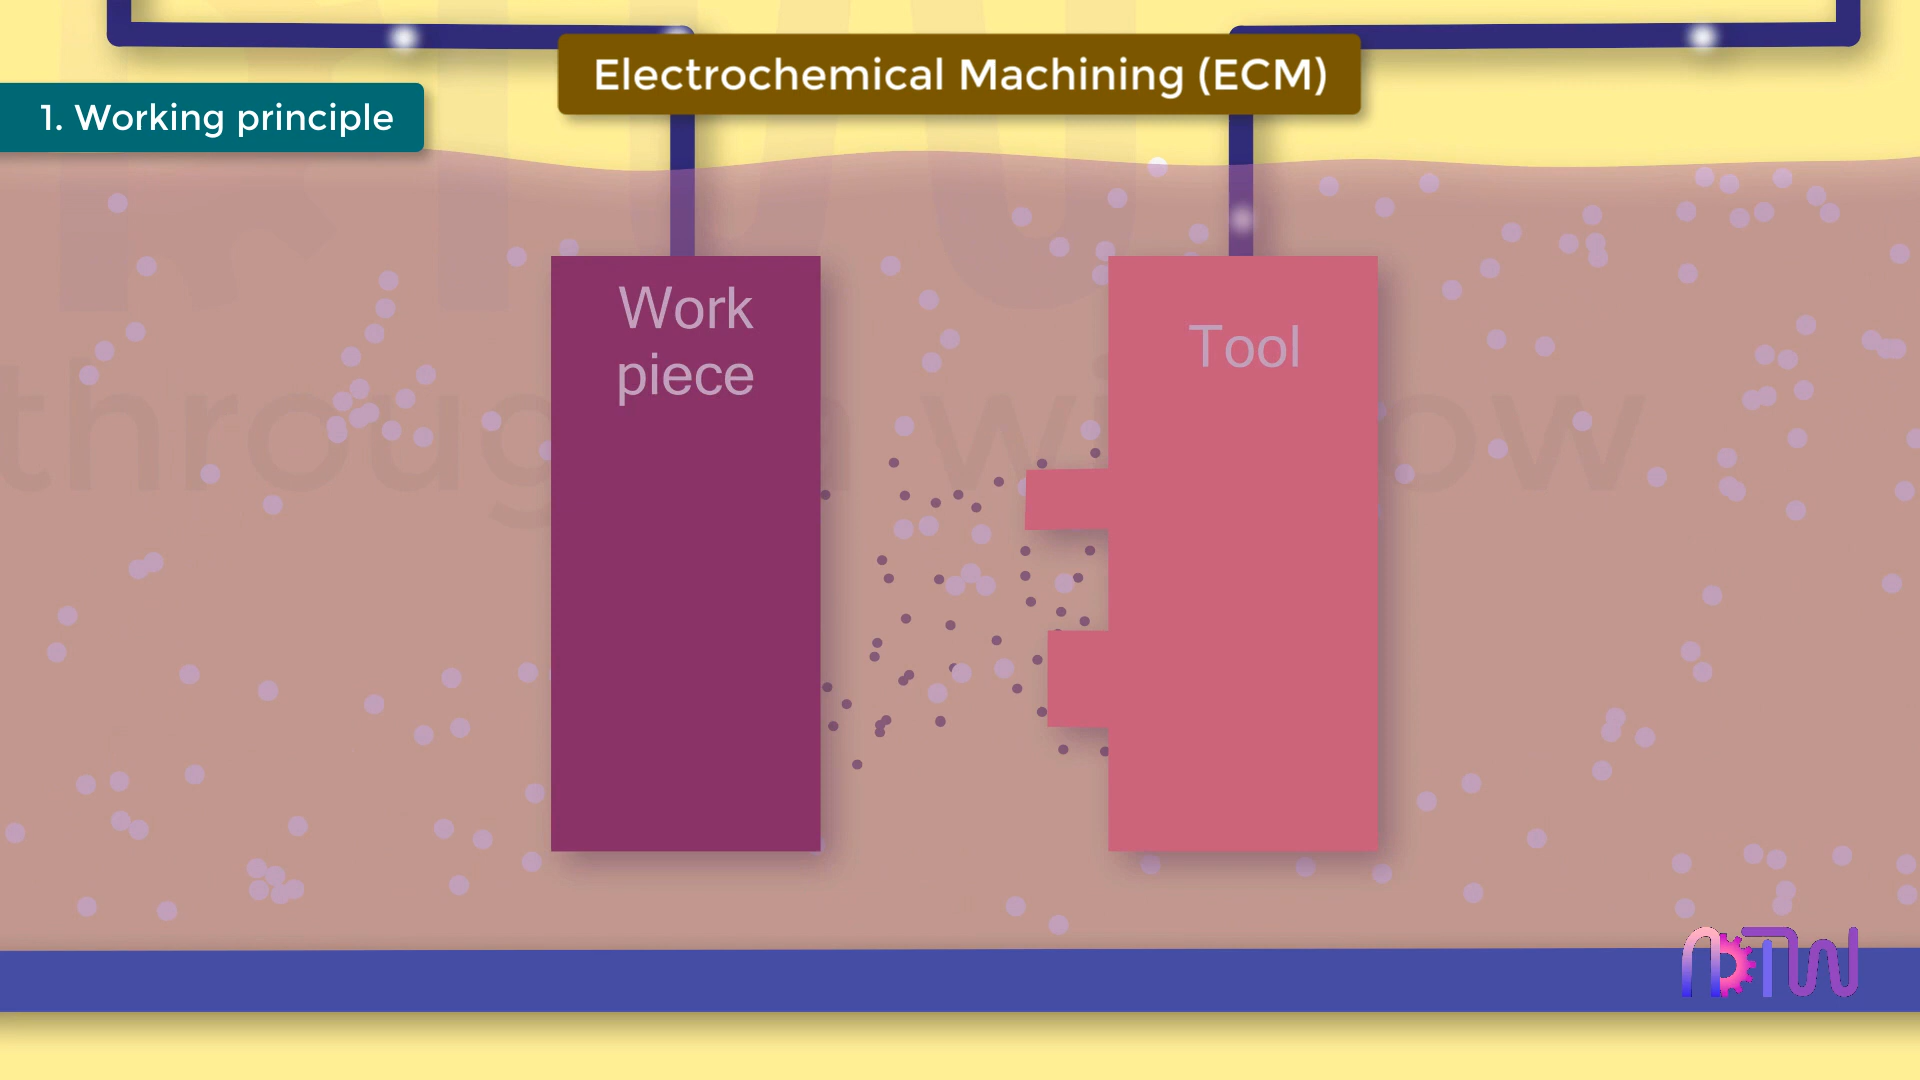 Electrochemical Machining (ECM)
1. Working principle
Work
piece
Tool